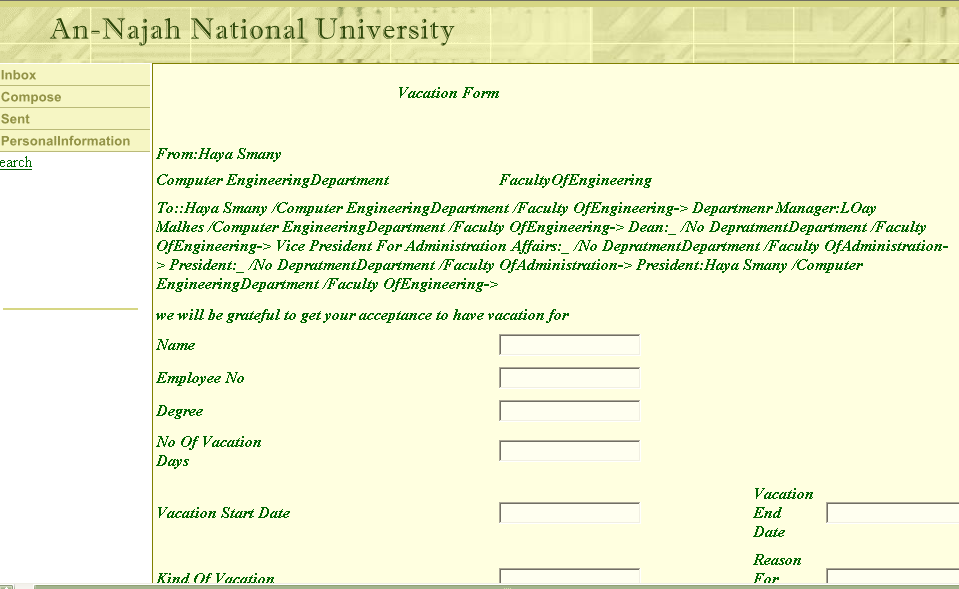 An-Najah National University
Inbox
Compose
Sent
PersonalInformation
earch
Vacation Form
From:Haya Smany
Computer EngineeringDepartment FacultyOfEngineering
To::Haya Smany /Computer EngineeringDepartment /Faculty OfEngineering-> Departmenr Manager:LOay
Malhes /Computer EngineeringDepartment /Faculty OfEngineering-> Dean:_ /No DepratmentDepartment /Faculty
OfEngineering-> Vice President For Administration Affairs:_ /No DepratmentDepartment /Faculty OfAdministration-
> President:_ /No DepratmentDepartment /Faculty OfAdministration-> President:Haya Smany /Computer
EngineeringDepartment /Faculty OfEngineering->
we will be grateful to get your acceptance to have vacation for
Name
Employee No
Degree
No Of Vacation
Days
Vacation Start Date
Vacation
End
Date
Kind Of Vacation
Reason
For